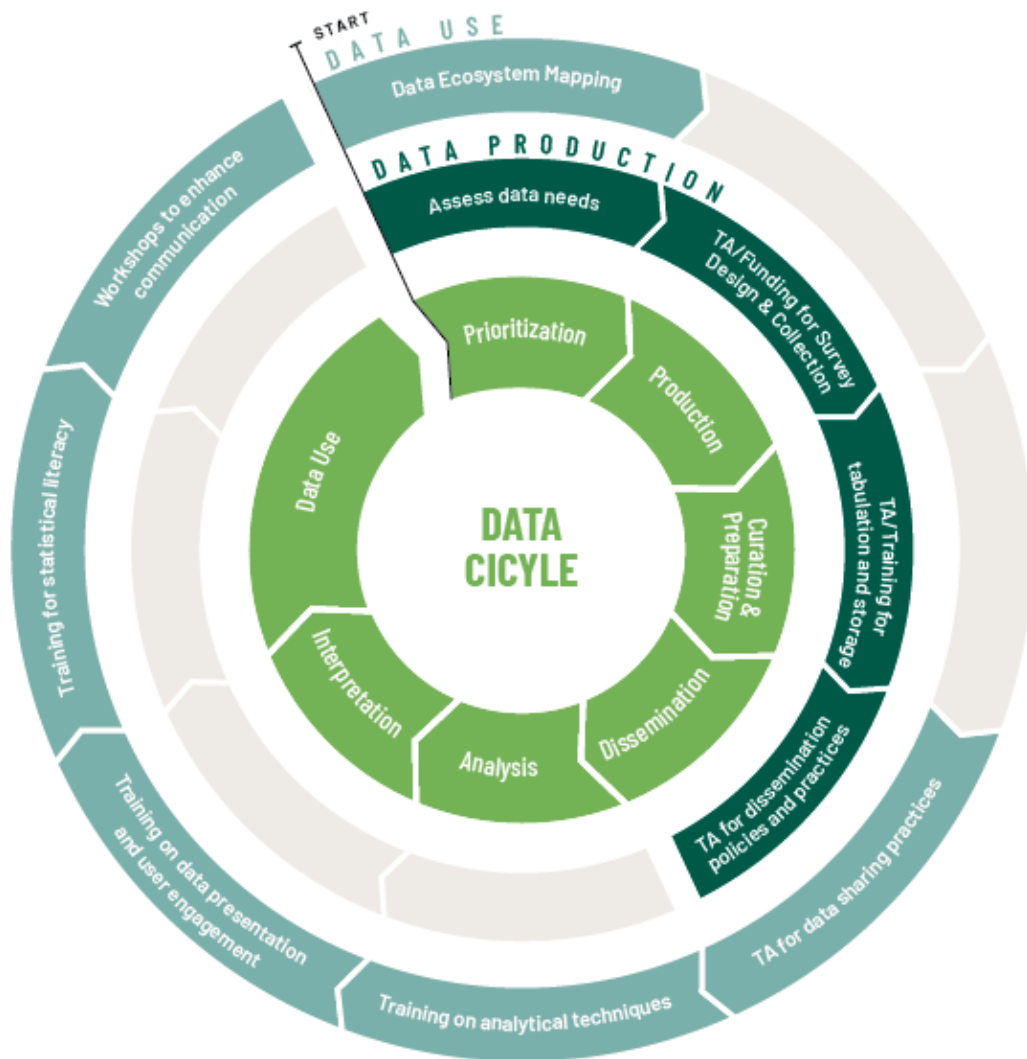 START
DATA USE
Data Ecosystem Mapping
DATA PRODUCTION
Assess data needs
TA/Funding for Survey
Design & Collection
TA/Training for
tabulation and storage
TA for dissemination
policies and practices
TA for data sharing practices
Training on analytical techniques
Training on data presentation
and user engagement
Training for statistical literacy
Workshops to enhance
communication
Prioritization
Production
Curation &
Preparation
Dissemination
Analysis
Interpretation
Data Use
DATA
CICYLE